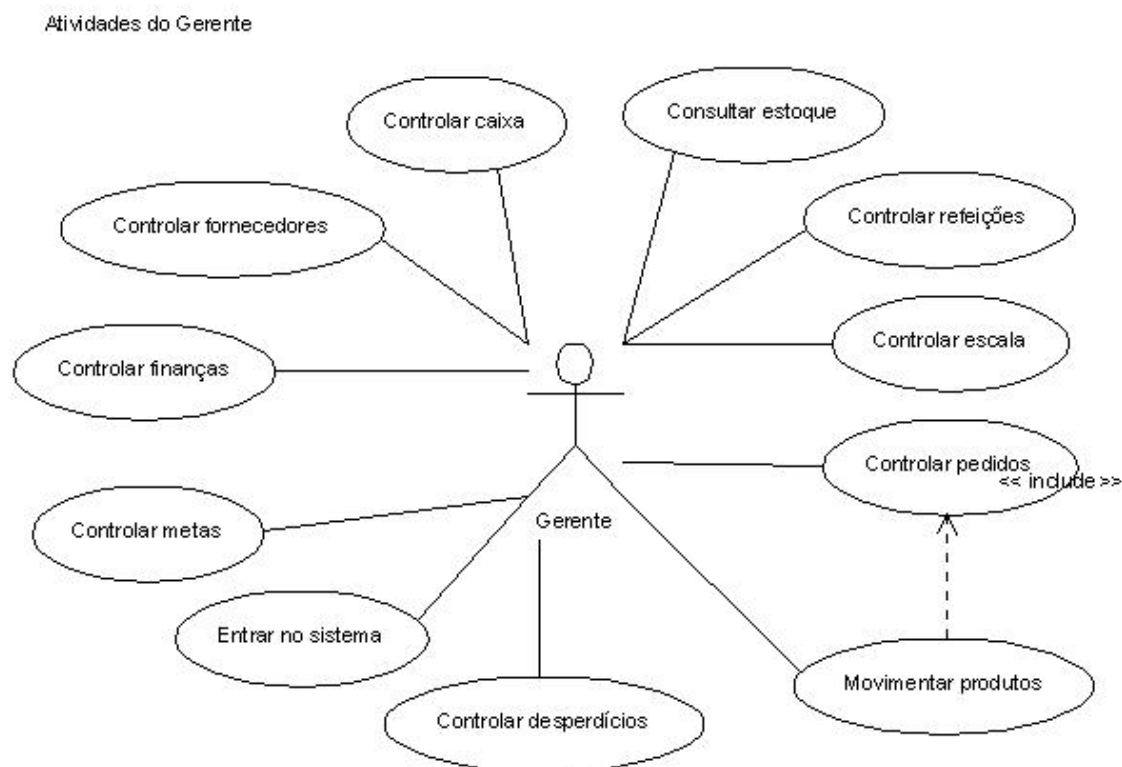 Atividades do Gerente
Controlar caixa
Consultar estoque
Controlar fornecedores
Controlar refeições
Controlar finanças
Controlar escala
Controlar pedidos
<< include >>
Controlar metas
Gerente
Entrar no sistema
Movimentar produtos
Controlar desperdícios